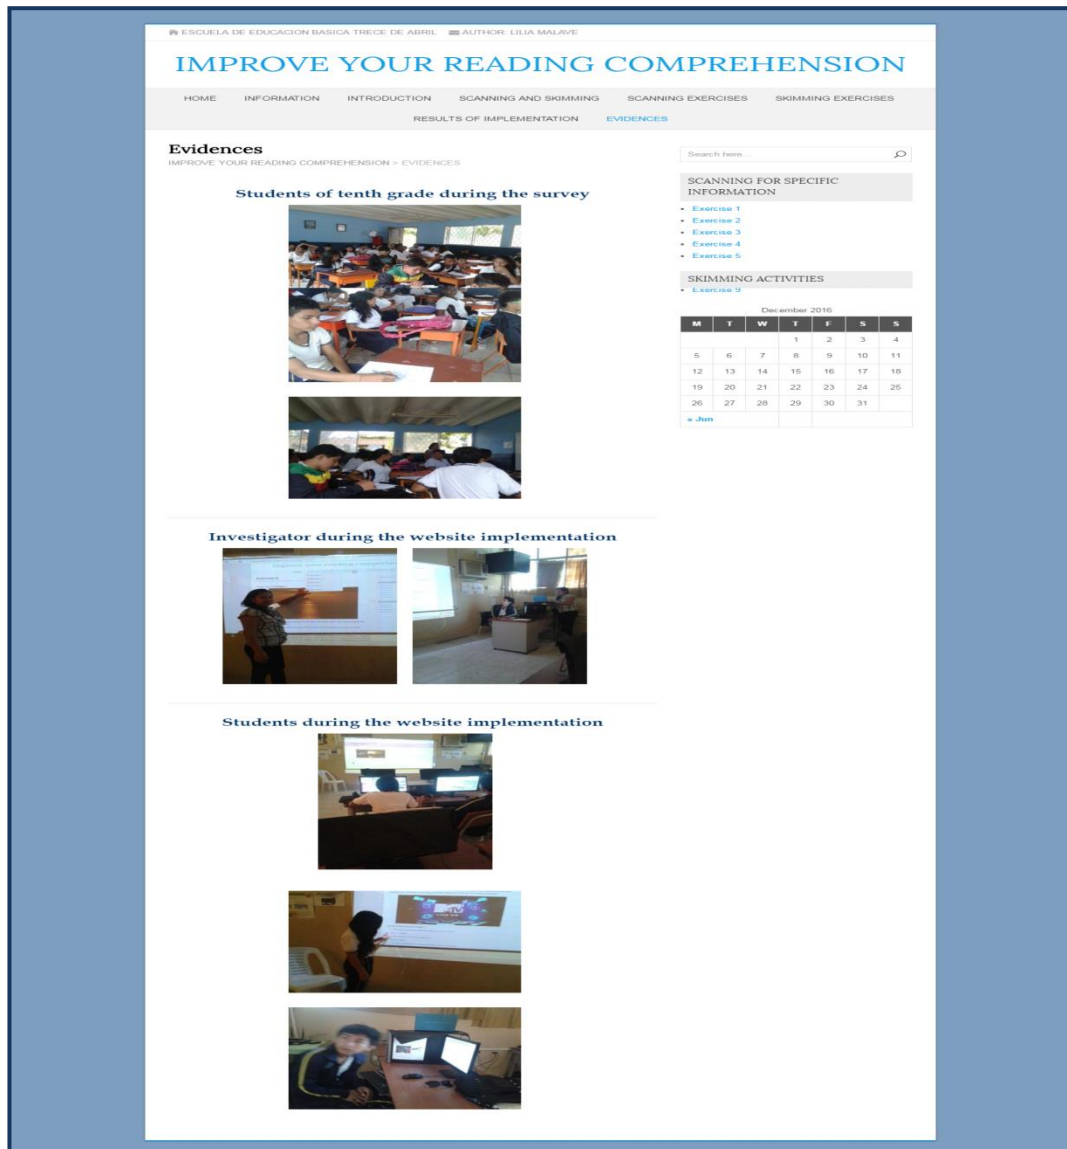 ESCUELA DE EDUCACION BASICA TRECE DE ABRIL AUTHOR: LILIA MALAVE
IMPROVE YOUR READING COMPREHENSION
HOME INFORMATION INTRODUCTION SCANNING AND SKIMMING SCANNING EXERCISES SKIMMING EXERCISES
RESULTS OF IMPLEMENTATION EVIDENCES
Evidences
IMPROVE YOUR READING COMPREHENSION > EVIDENCES
Students of tenth grade during the survey
Investigator during the website implementation
Improve your reading
Students during the website implementation
Search here...
SCANNING FOR SPECIFIC
INFORMATION
• Exercise 1
• Exercise 2
• Exercise 3
• Exercise 4
• Exercise 5
SKIMMING ACTIVITIES
• Exercise 9
December 2016
M T W T F S S
1 2 3 4
5 6 7 8 9 10 11
12 13 14 15 16 17 18
19 20 21 22 23 24 25
26 27 28 29 30 31
« Jun